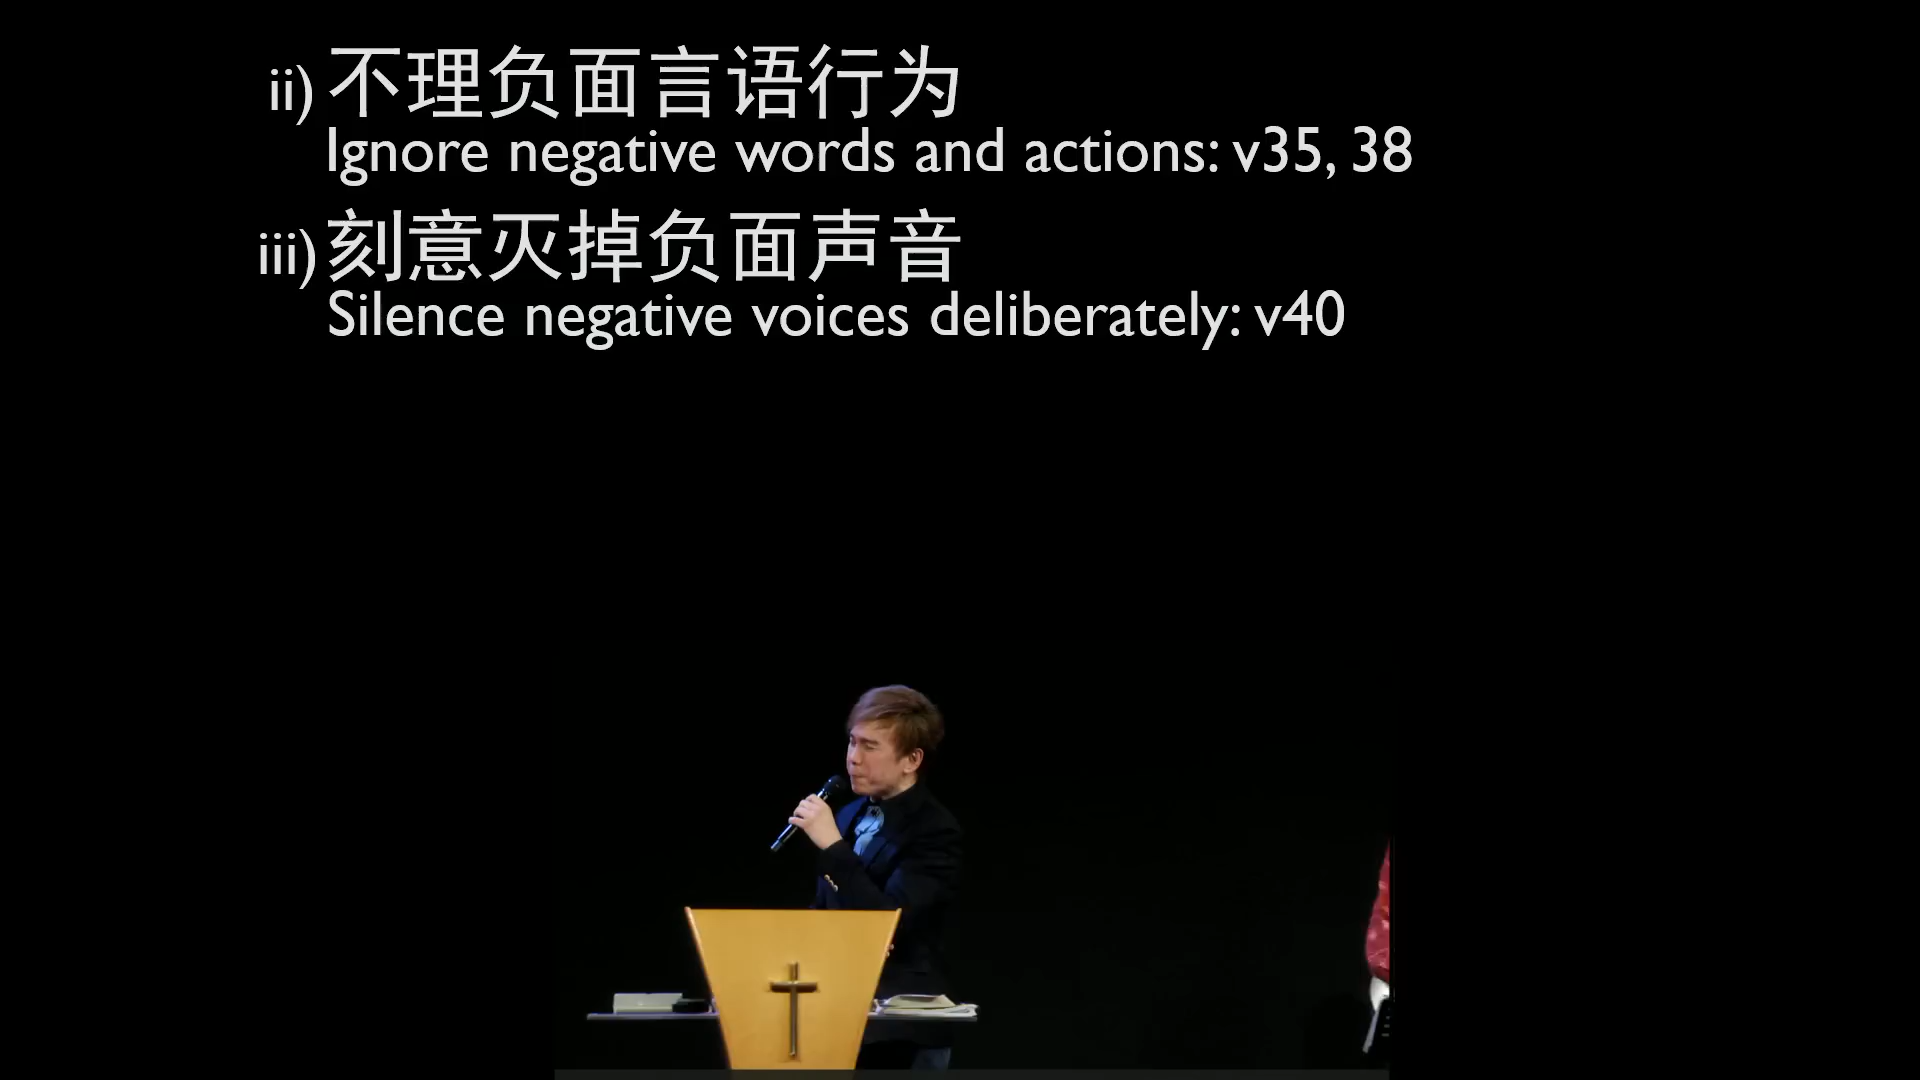 ii) 不理负面言语行为
Ignore negative words and actions: v35, 38
iii) 刻意灭掉负面声音
Silence negative voices deliberately: v40